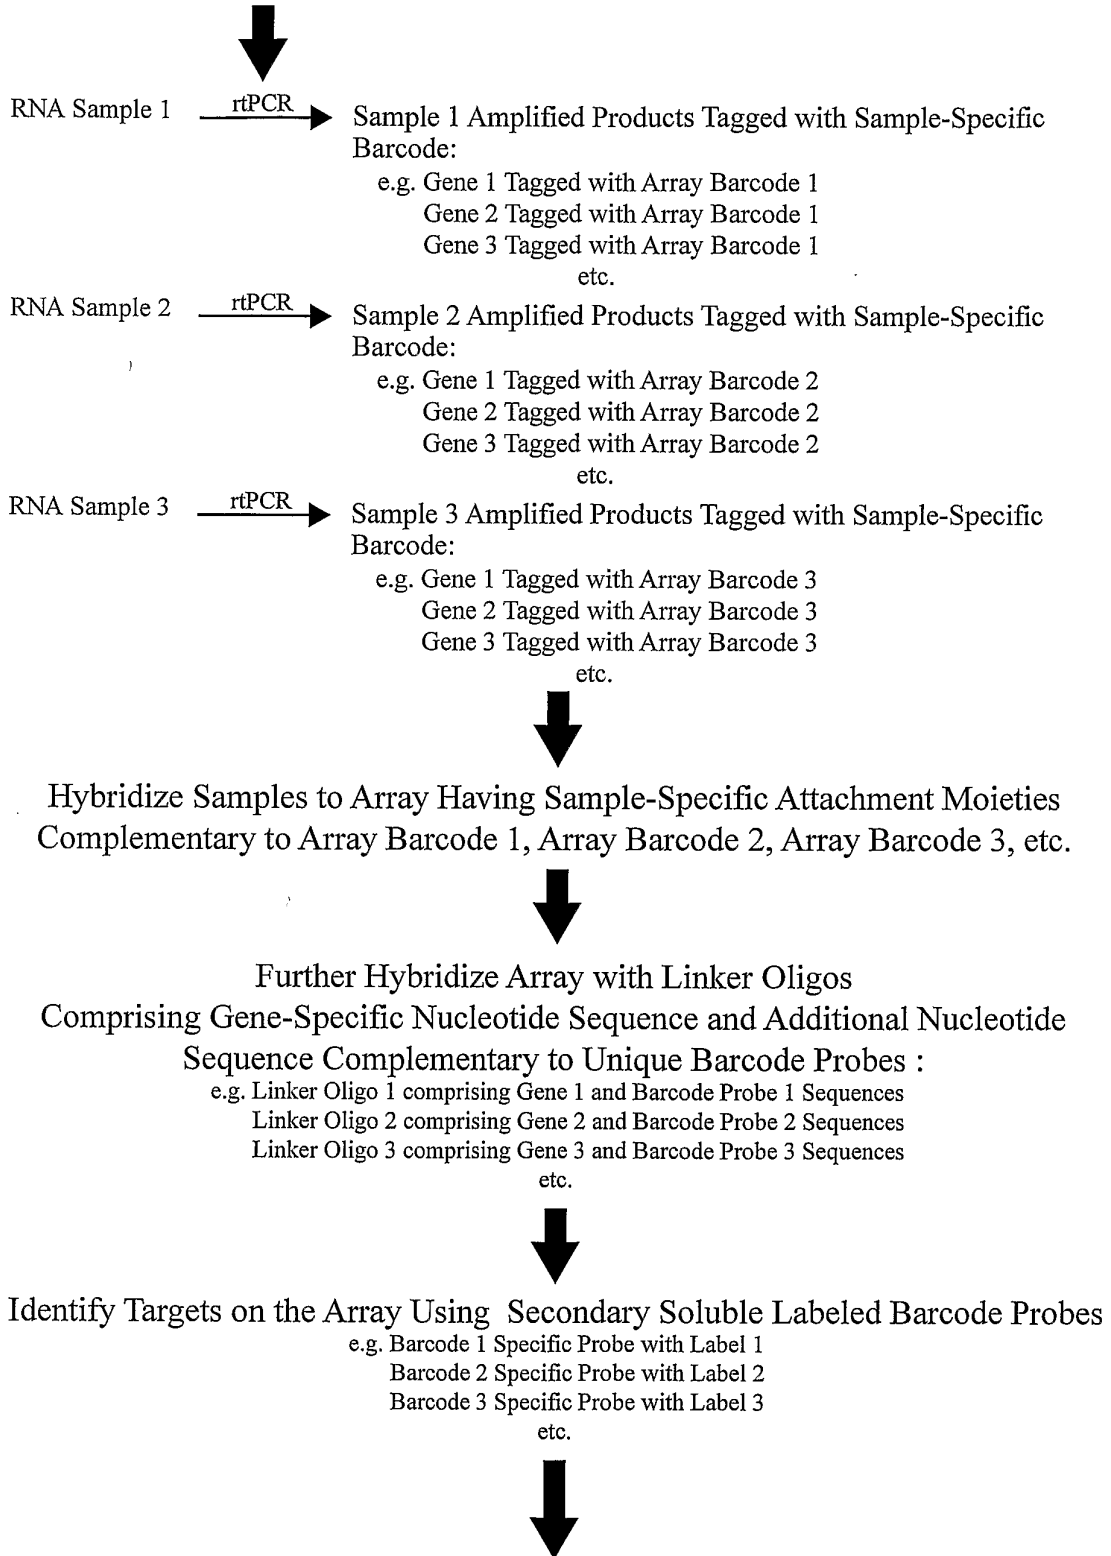 RNA Sample 1
rtPCR
Sample 1 Amplified Products Tagged with Sample-Specific
Barcode:
e.g. Gene 1 Tagged with Array Barcode 1
Gene 2 Tagged with Array Barcode 1
Gene 3 Tagged with Array Barcode 1
etc.
RNA Sample 2
rtPCR
Sample 2 Amplified Products Tagged with Sample-Specific
Barcode:
e.g. Gene 1 Tagged with Array Barcode 2
Gene 2 Tagged with Array Barcode 2
Gene 3 Tagged with Array Barcode 2
etc.
RNA Sample 3
rtPCR
Sample 3 Amplified Products Tagged with Sample-Specific
Barcode:
e.g. Gene 1 Tagged with Array Barcode 3
Gene 2 Tagged with Array Barcode 3
Gene 3 Tagged with Array Barcode 3
etc.
Hybridize Samples to Array Having Sample-Specific Attachment Moieties
Complementary to Array Barcode 1, Array Barcode 2, Array Barcode 3, etc.
Further Hybridize Array with Linker Oligos
Comprising Gene-Specific Nucleotide Sequence and Additional Nucleotide
Sequence Complementary to Unique Barcode Probes :
e.g. Linker Oligo 1 comprising Gene 1 and Barcode Probe 1 Sequences
Linker Oligo 2 comprising Gene 2 and Barcode Probe 2 Sequences
Linker Oligo 3 comprising Gene 3 and Barcode Probe 3 Sequences
etc.
Identify Targets on the Array Using Secondary Soluble Labeled Barcode Probes
e.g. Barcode 1 Specific Probe with Label 1
Barcode 2 Specific Probe with Label 2
Barcode 3 Specific Probe with Label 3
etc.